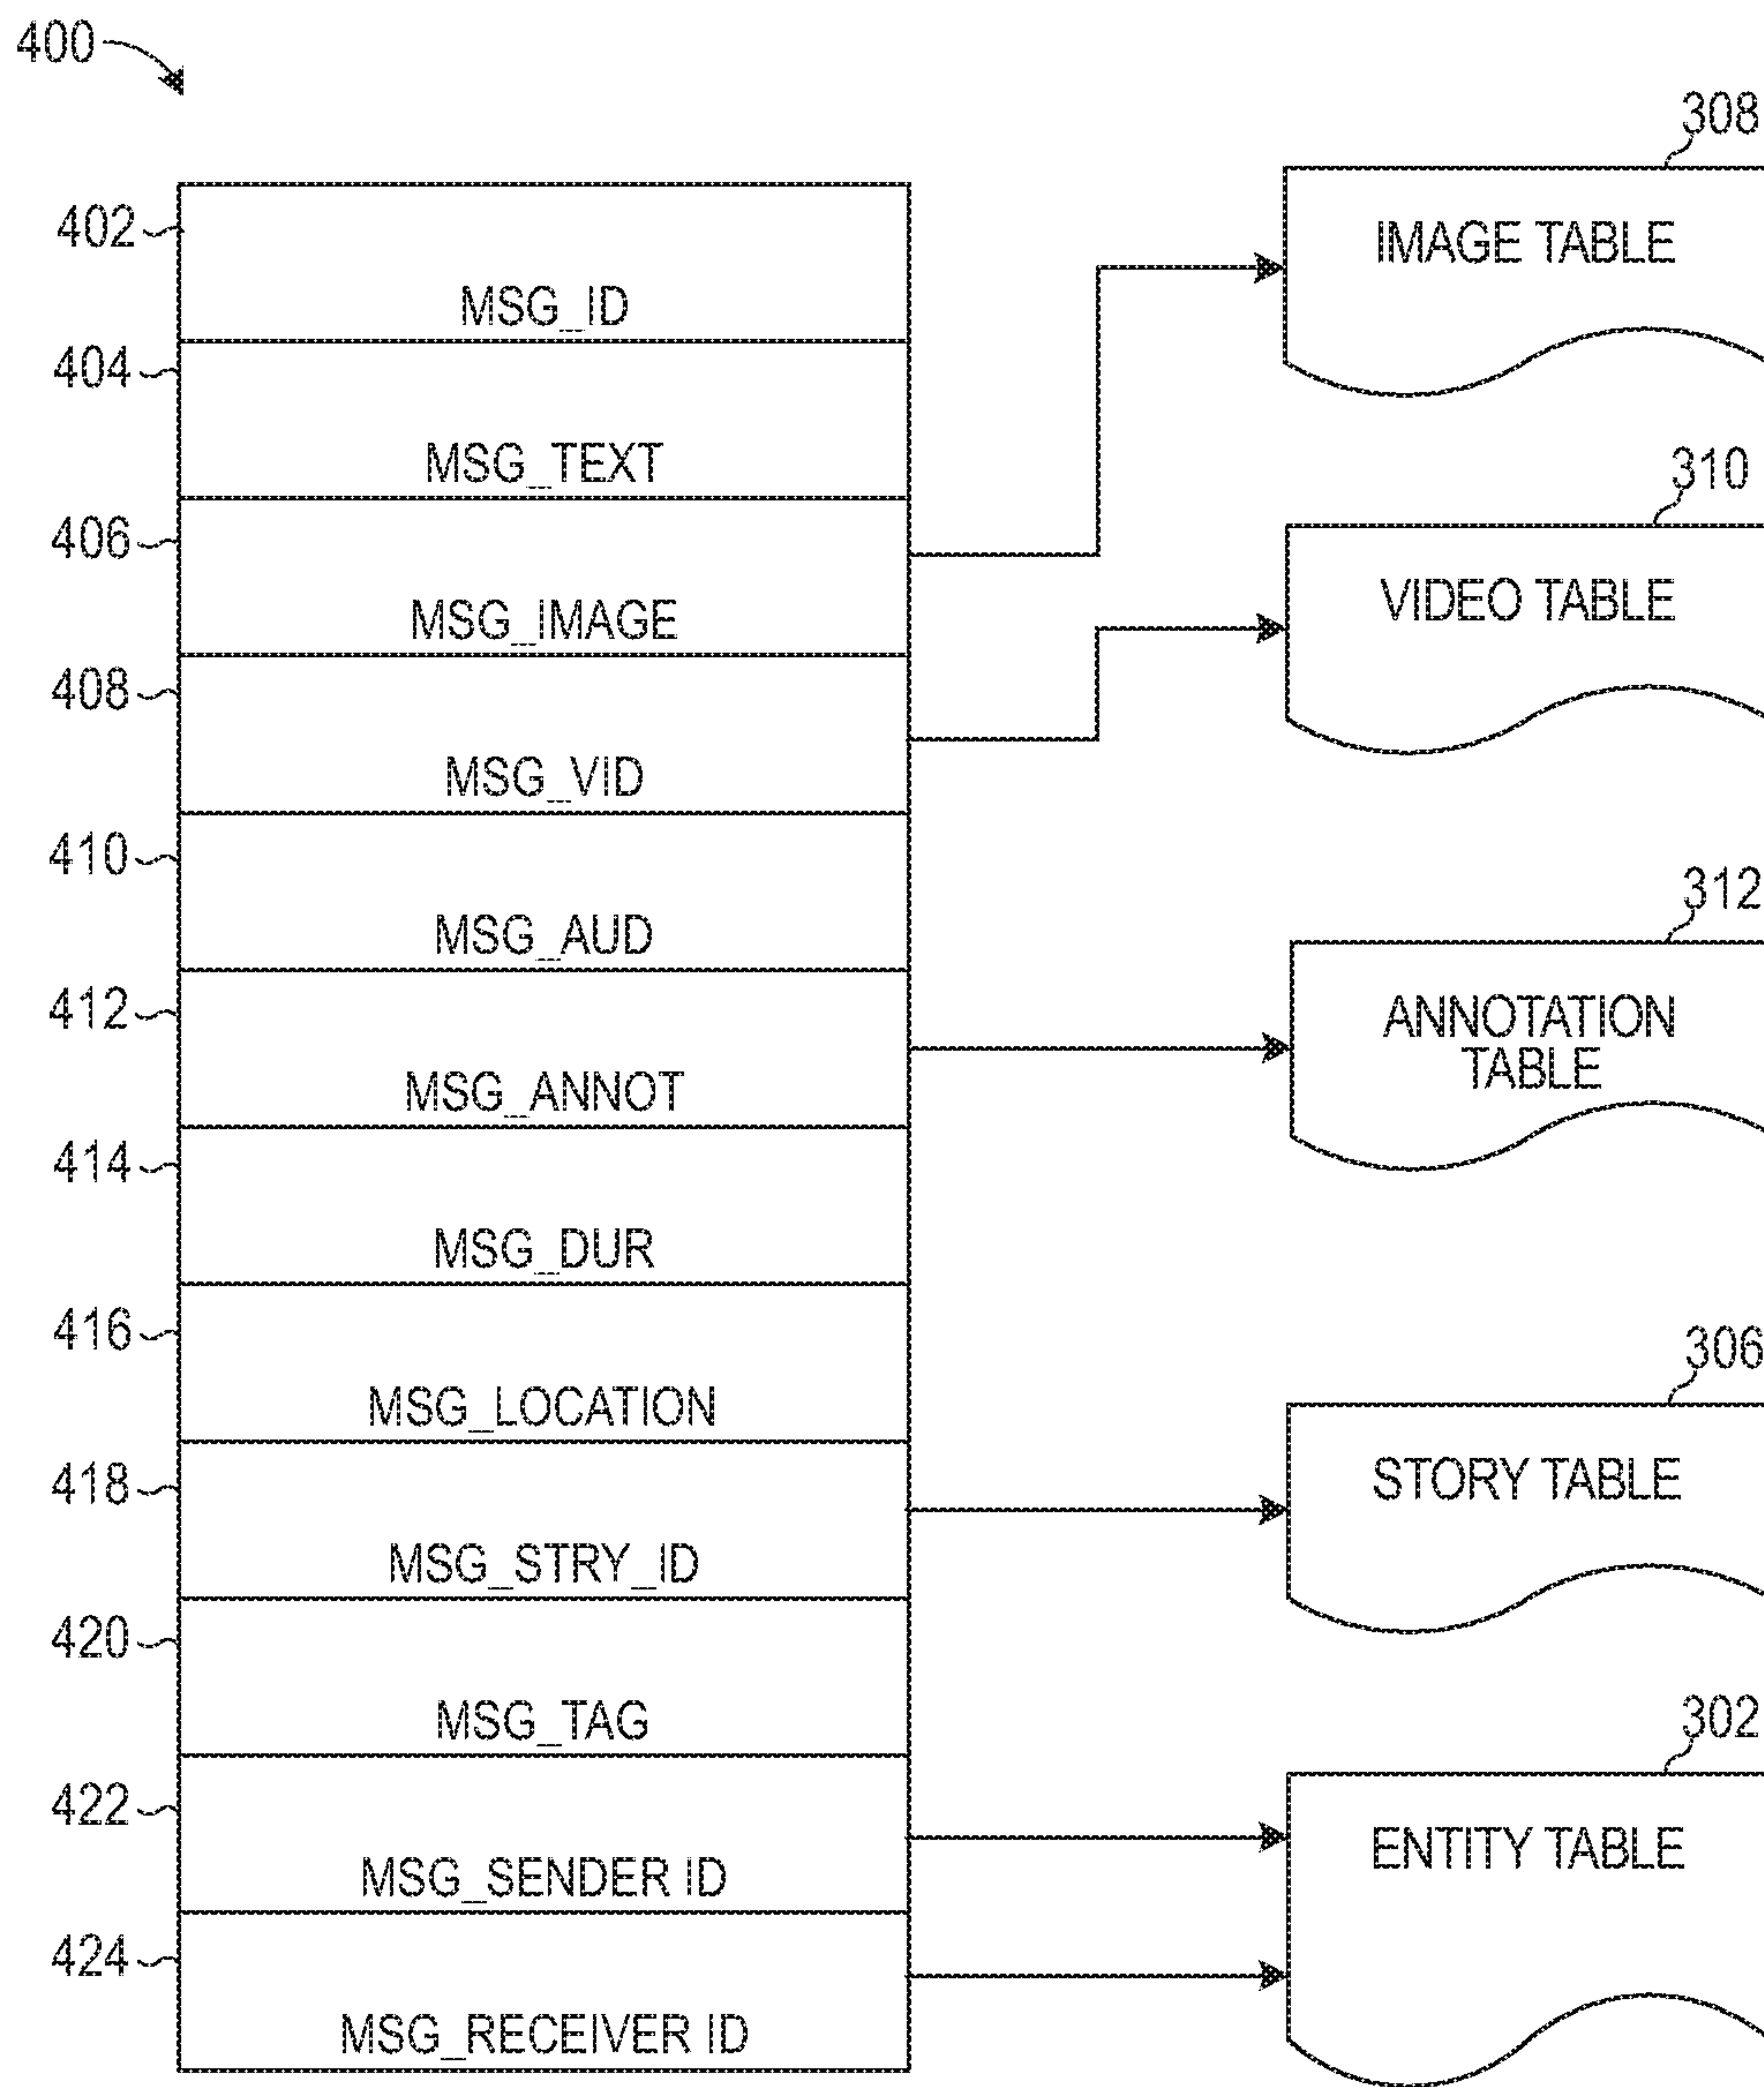 400
308
402
IMAGE TABLE
MSG_ID
404
MSG_TEXT
310
406
VIDEO TABLE
MSG_IMAGE
408
MSG_VID
410
312
MSG_AUD
412
ANNOTATION
TABLE
MSG_ANNOT
414
MSG_DUR
416
306
MSG_LOCATION
418
STORY TABLE
MSG_STRY_ID
420
302
MSG_TAG
422
ENTITY TABLE
MSG_SENDER ID
424
MSG_RECEIVER ID